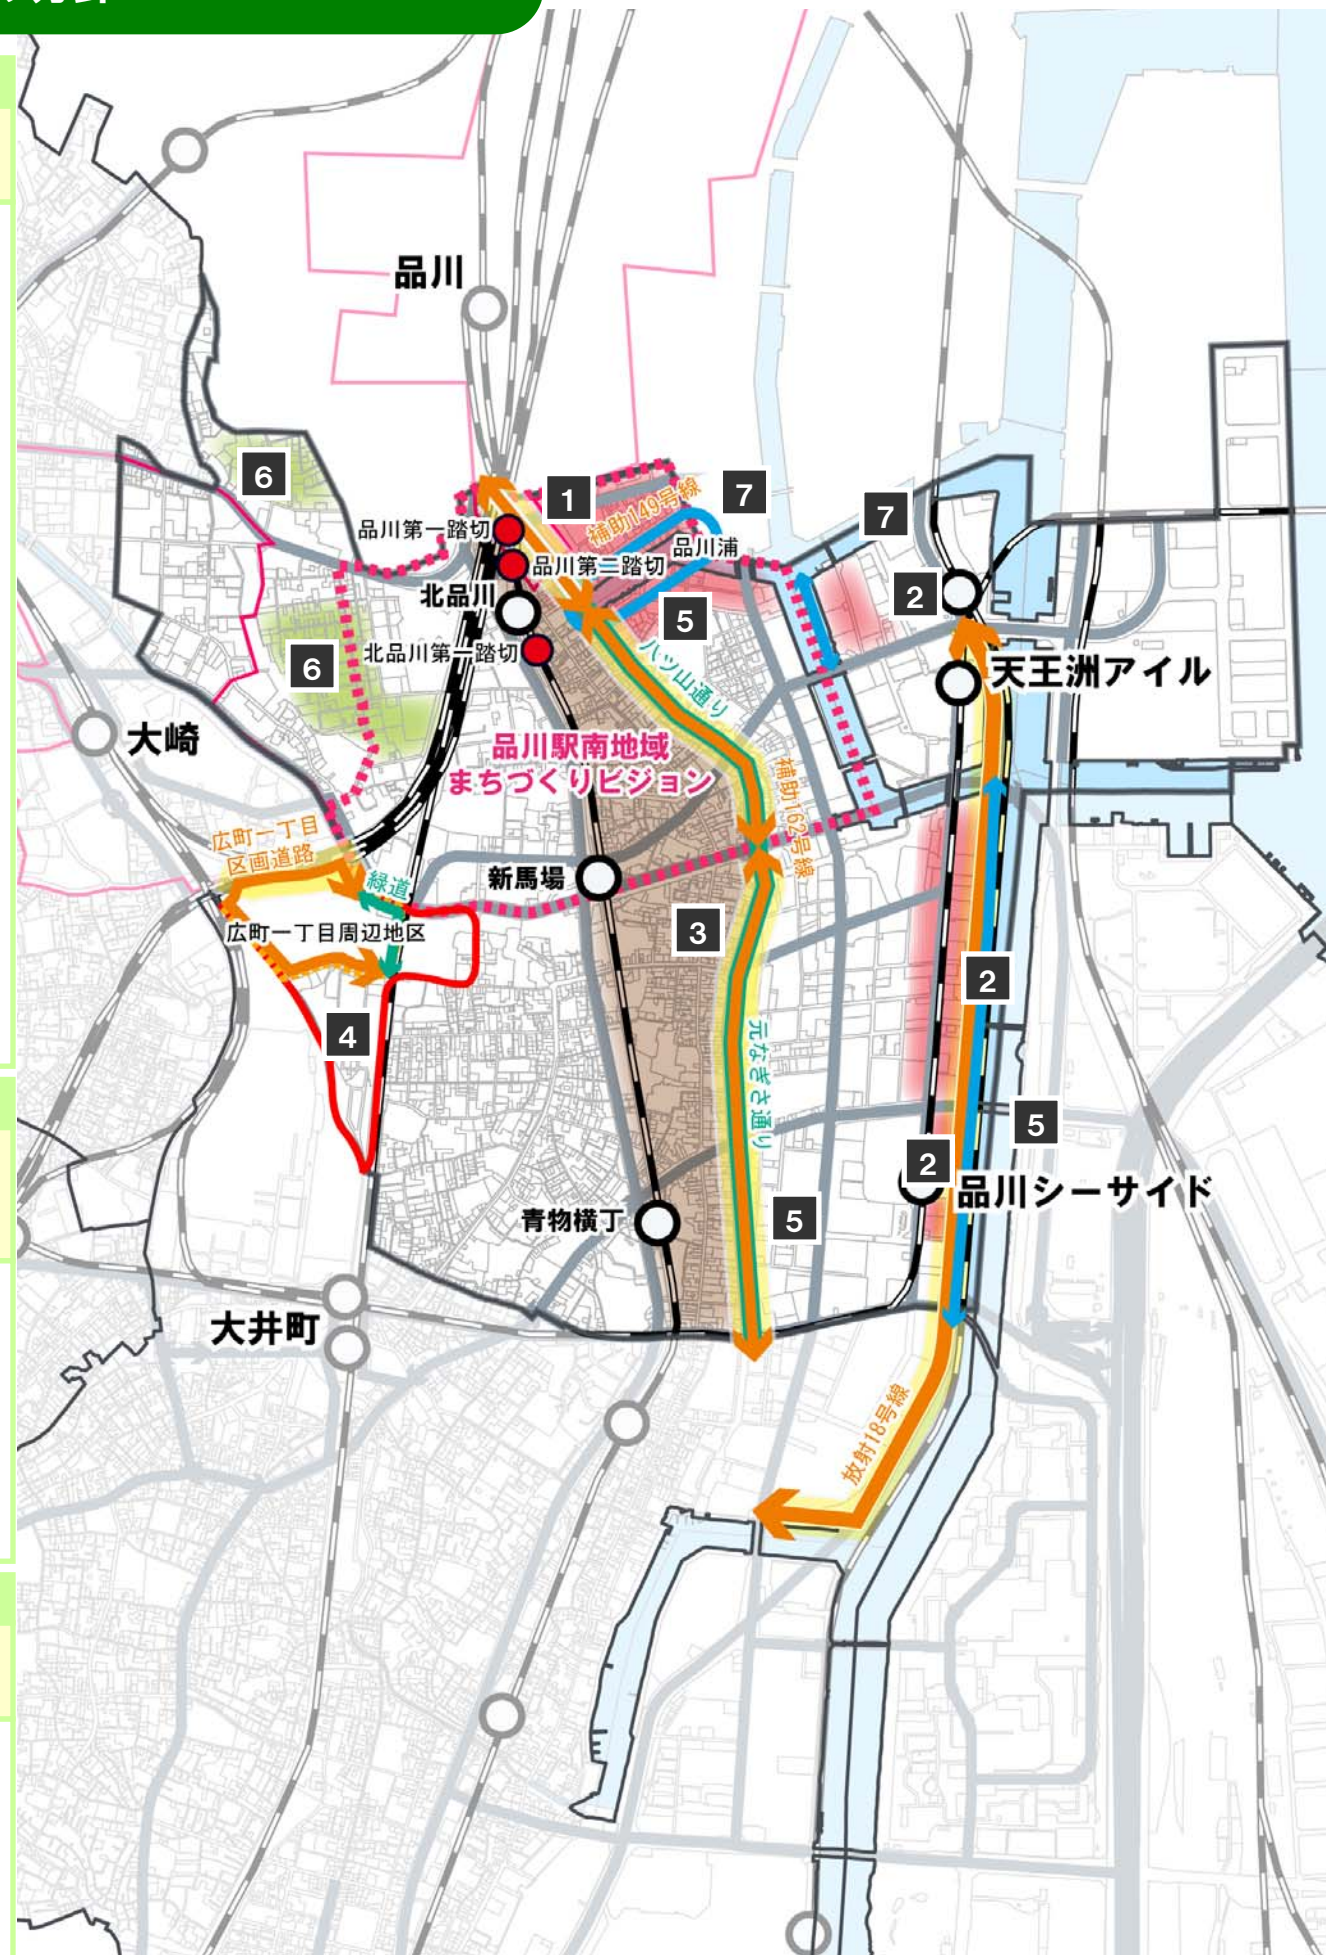 品川
6
1
7
補助149号線
7
品川第一踏切
品川浦
品川第二踏切
北品川
2
5
6
北品川第一踏切
八ツ山通り
天王洲アイル
大崎
品川駅南地域
まちづくりビジョン
補助162号線
広町一丁目
区画道路
緑道
新馬場
広町一丁目周辺地区
3
2
4
元なぎさ通り
5
2
品川シーサイド
青物横丁
5
大井町
放射18号線